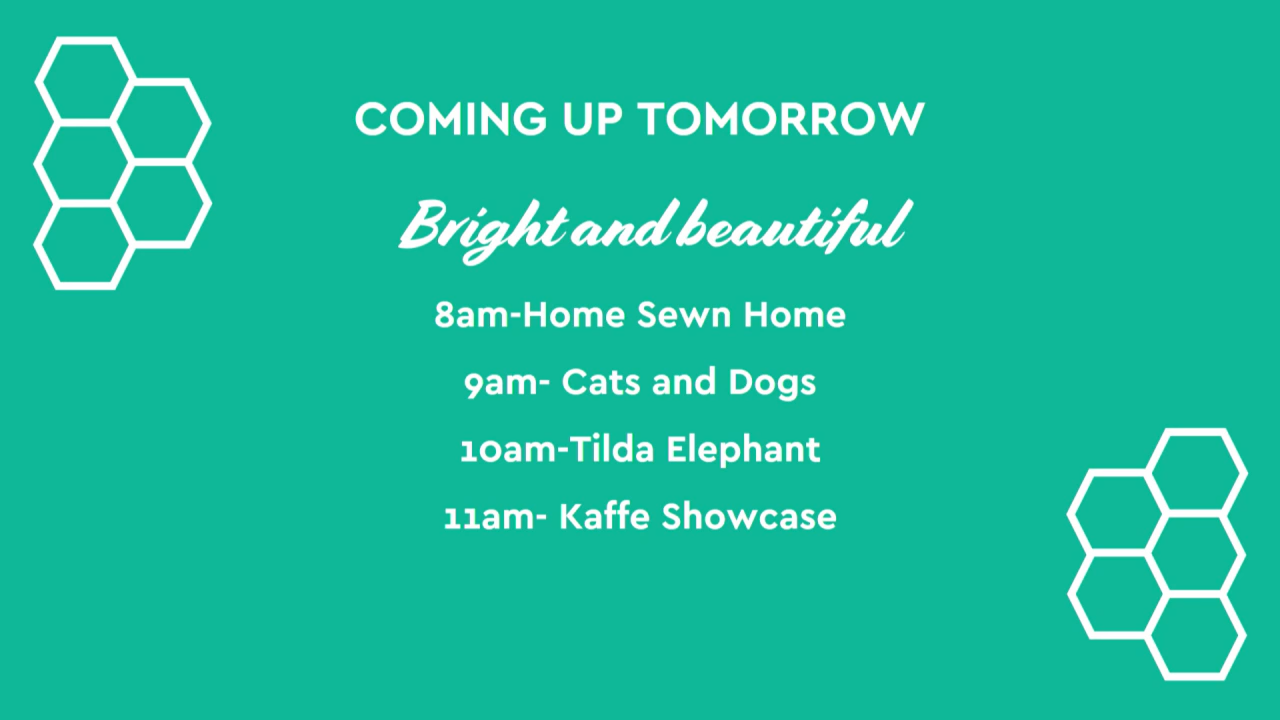 COMING UP TOMORROW
Bright and beautiful
8am-Home Sewn Home
9am- Cats and Dogs
10am-Tilda Elephant
11am- Kaffe Showcase